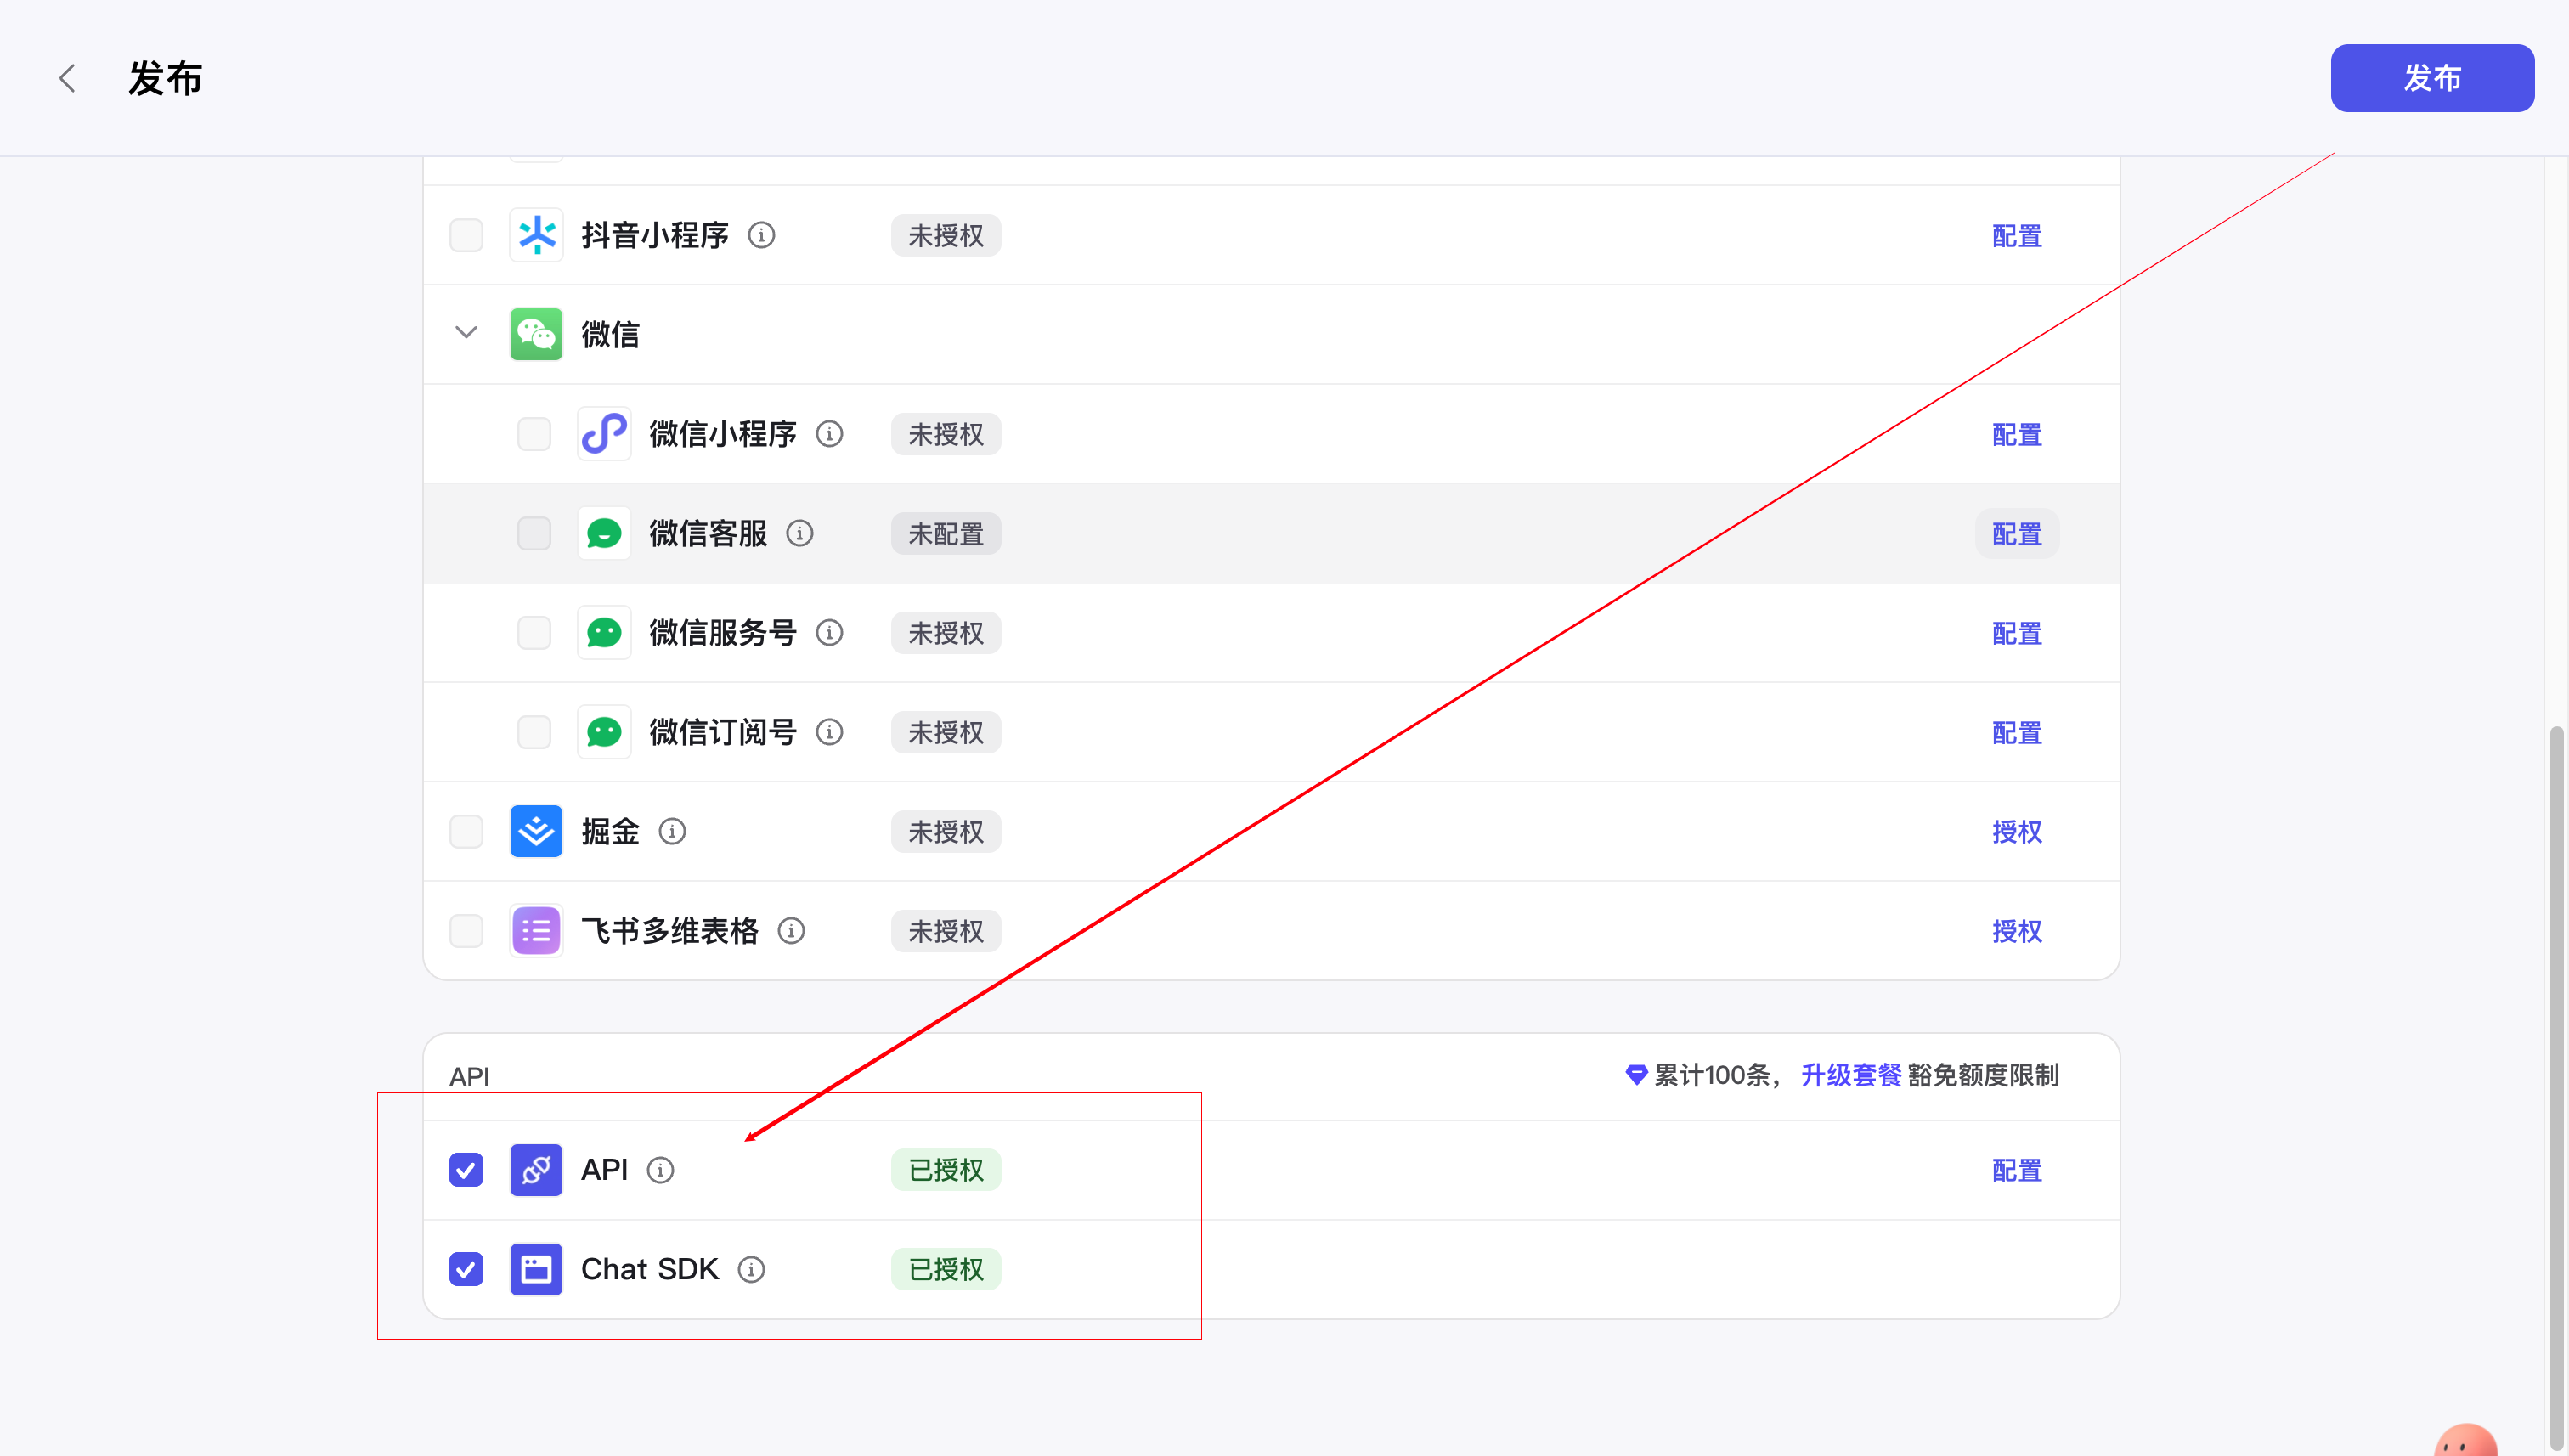 发布
发布
抖音小程序 未授权 配置
微信
微信小程序 未授权 配置
微信客服 未配置 配置
微信服务号 未授权 配置
微信订阅号 未授权 配置
掘金 未授权 授权
飞书多维表格 未授权 授权
API 累计100条， 升级套餐 豁免额度限制
API 已授权 配置
Chat SDK 已授权